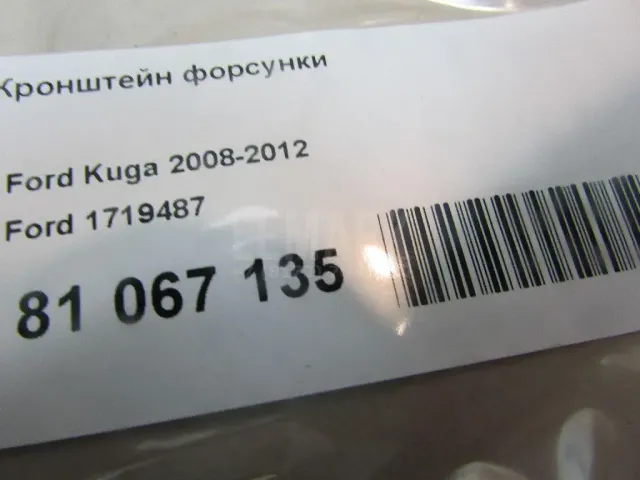 Кронштейн форсунки
Ford Kuga 2008-2012
Ford 1719487
81 067 135